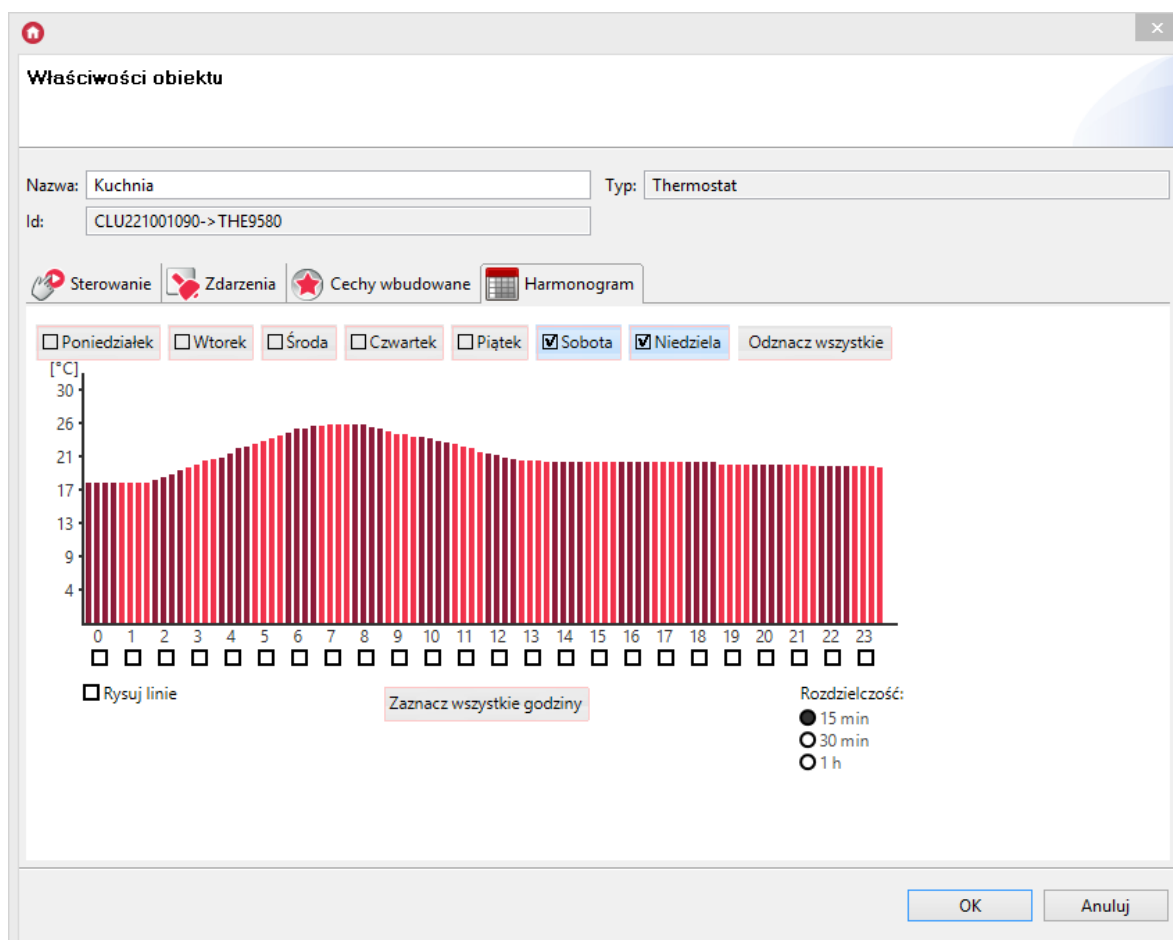 Właściwości obiektu
Nazwa: Kuchnia Typ: Thermostat
Id: CLU221001090->THE9580
Sterowanie Zdarzenia Cechy wbudowane Harmonogram
Poniedziałek Wtorek Środa Czwartek Piątek Sobota Niedziela Odznacz wszystkie
[°C]
30
26
21
17
13
9
4
0 1 2 3 4 5 6 7 8 9 10 11 12 13 14 15 16 17 18 19 20 21 22 23
Rysuj linie Zaznacz wszystkie godziny Rozdzielczość:
15 min
30 min
1 h
OK Anuluj